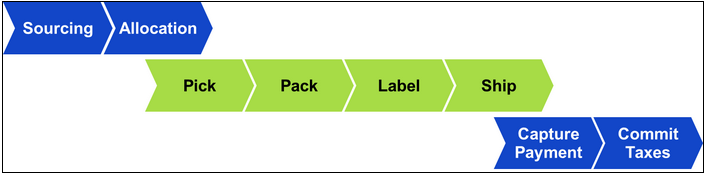 Sourcing
Allocation
Pick
Pack
Label
Ship
Capture
Payment
Commit
Taxes